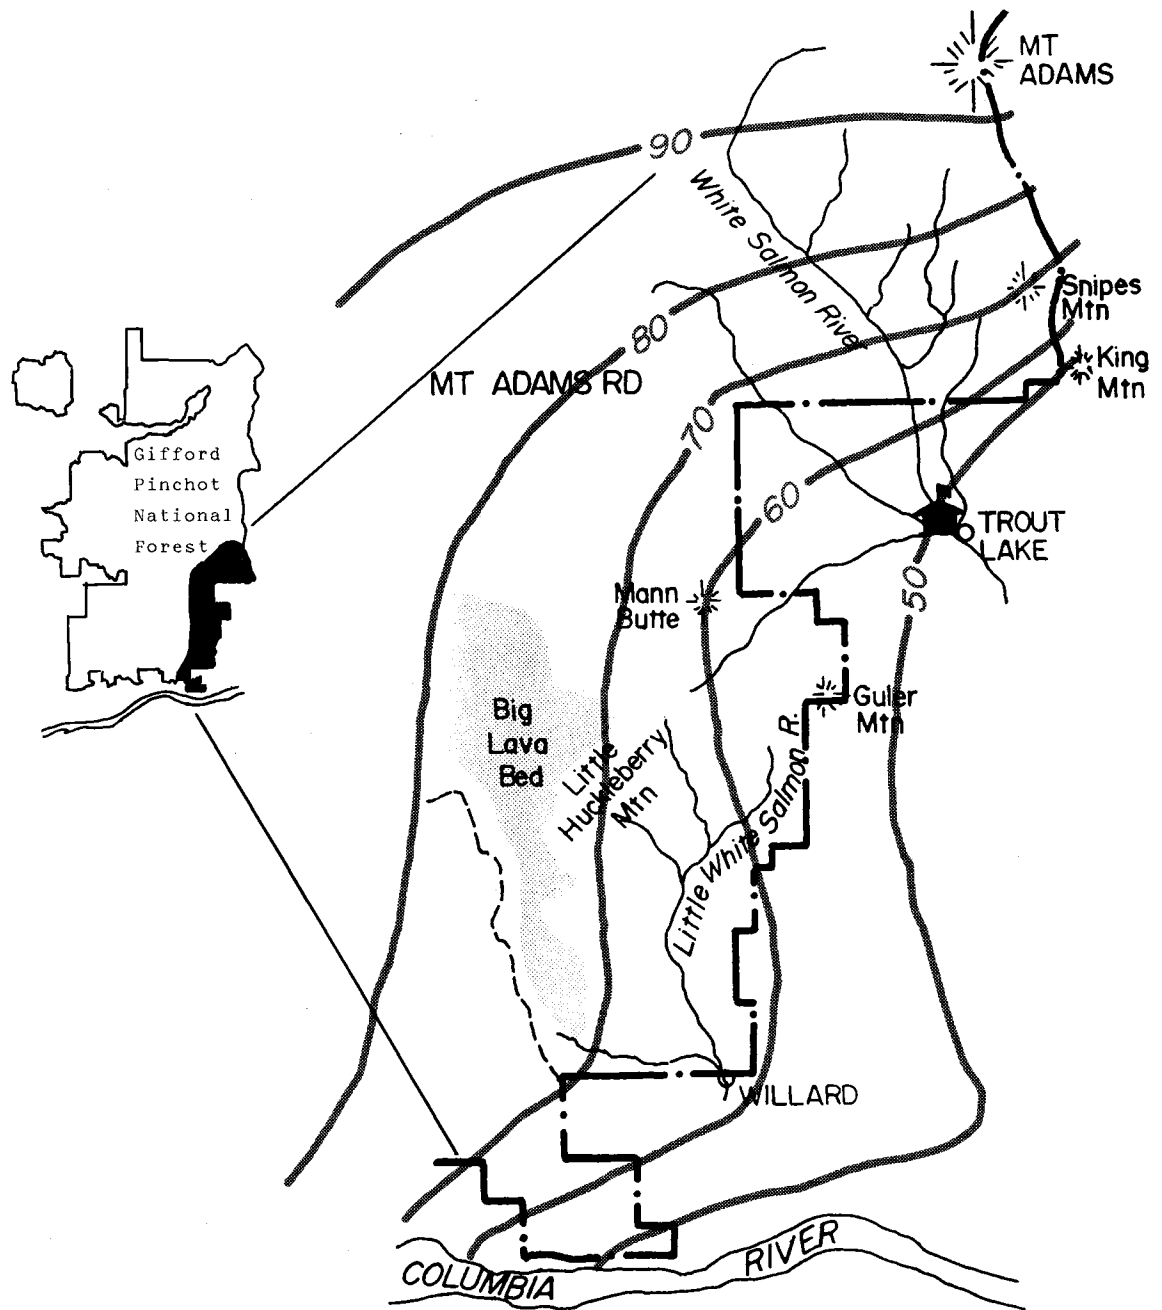 MT
ADAMS
90
White Salmon River
Snipes
Mtn
80
King
Mtn
MT ADAMS RD
70
Gifford
Pinchot
National
Forest
60
TROUT
LAKE
50
Mann
Butte
Guler
Mtn
Big
Lava
Bed
Little
Huckleberry
Mtn
Little White Salmon R.
WILLARD
COLUMBIA RIVER